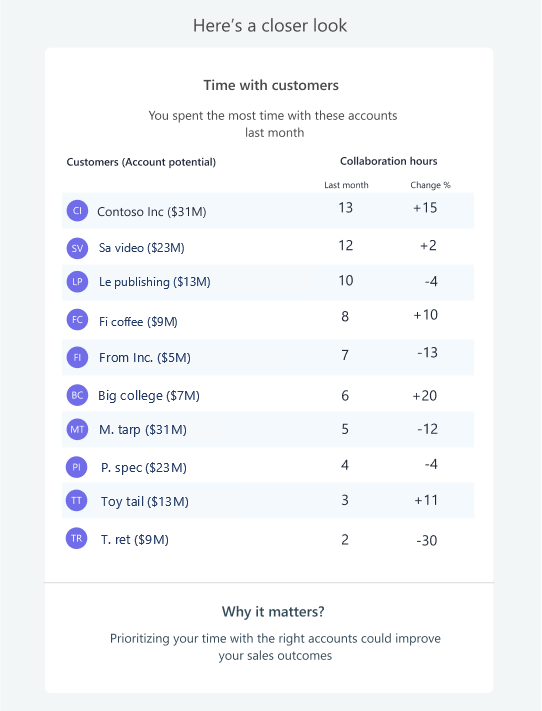 Here's a closer look
Time with customers
You spent the most time with these accounts
last month
Customers (Account potential) Collaboration hours
Last month Change %
CI Contoso Inc ($31M) 13 +15
SV Sa video ($23M) 12 +2
LP Le publishing ($13M) 10 -4
FC Fi coffee ($9M) 8 +10
FI From Inc. ($5M) 7 -13
BC Big college ($7M) 6 +20
MT M. tarp ($31M) 5 -12
PI P. spec ($23M) 4 -4
TT Toy tail ($13M) 3 +11
TR T. ret ($9M) 2 -30
Why it matters?
Prioritizing your time with the right accounts could improve
your sales outcomes